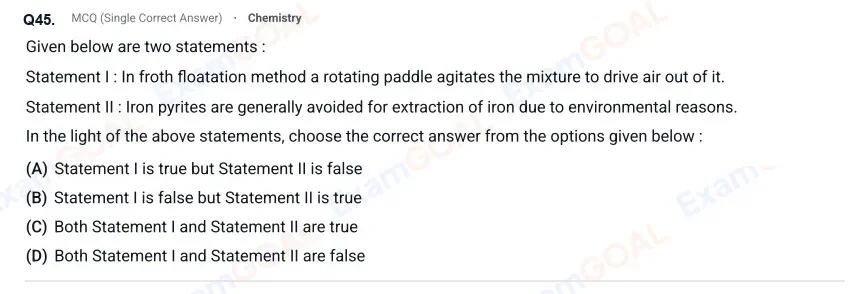 Q45. MCQ (Single Correct Answer) · Chemistry
Given below are two statements :
Statement I : In froth floatation method a rotating paddle agitates the mixture to drive air out of it.
Statement II : Iron pyrites are generally avoided for extraction of iron due to environmental reasons.
In the light of the above statements, choose the correct answer from the options given below :
(A) Statement I is true but Statement II is false
(B) Statement I is false but Statement II is true
(C) Both Statement I and Statement II are true
(D) Both Statement I and Statement II are false
ExamGOAL